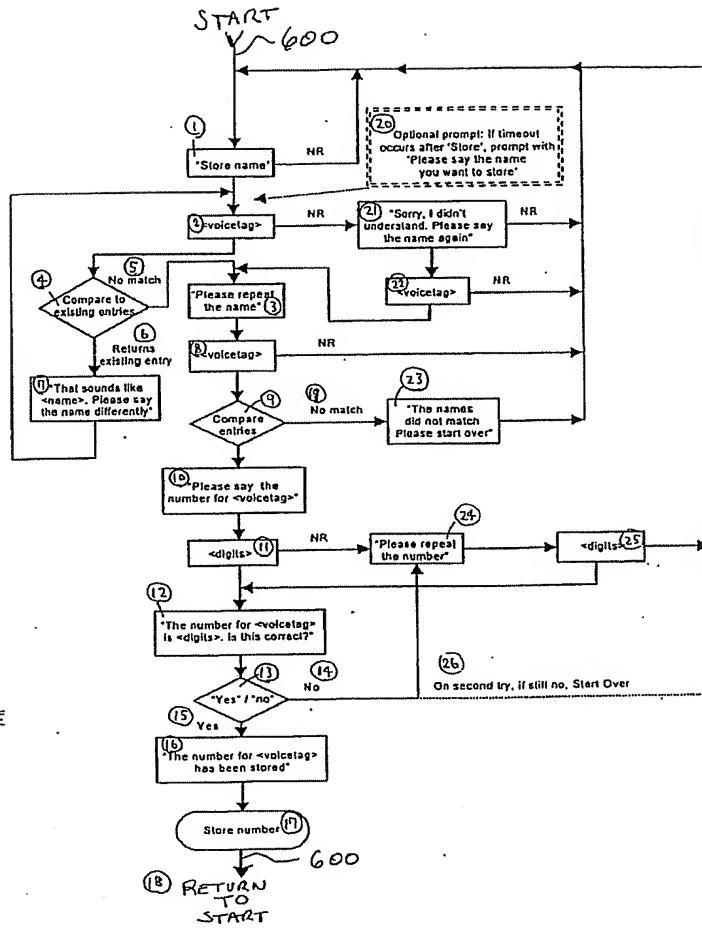 START
600
1
"Store name"
NR
20
Optional prompt: If timeout
occurs after 'Store', prompt with
"Please say the name
you want to store"
2
<voicetag>
NR
21
"Sorry, I didn't
understand. Please say
the name again"
NR
22
<voicetag>
NR
4
Compare to
existing entries
5
No match
6
Returns
existing entry
7
"That sounds like
<name>. Please say
the name differently"
"Please repeat
the name" 3
8
<voicetag>
NR
9
Compare
entries
19
No match
23
"The names
did not match
Please start over"
10
"Please say the
number for <voicetag>"
<digits> 11
NR
24
"Please repeat
the number"
<digits> 25
12
"The number for <voicetag>
is <digits>. Is this correct?"
13
"Yes" / "no"
14
No
26
On second try, if still no, Start Over
E
15
Yes
16
"The number for <voicetag>
has been stored"
Store number 17
600
18 RETURN
TO
START